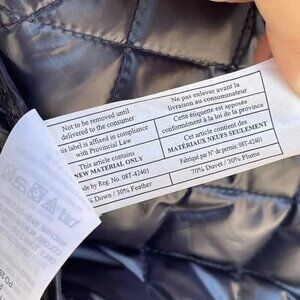 Not to be removed until
delivered to the consumer
this label is affixed in compliance
with Provincial Law
This article contains
NEW MATERIAL ONLY
Made by Reg. No. 08T-42401
Down / 30% Feather
Ne pas enlever avant la
livraison au consommateur
Cette étiquette est apposée
conformément à la loi de la province
Cet article contient des
MATÉRIAUX NEUFS SEULEMENT
Fabriqué par N° de permis. 08T-42401
70% Duvet / 30% Plume